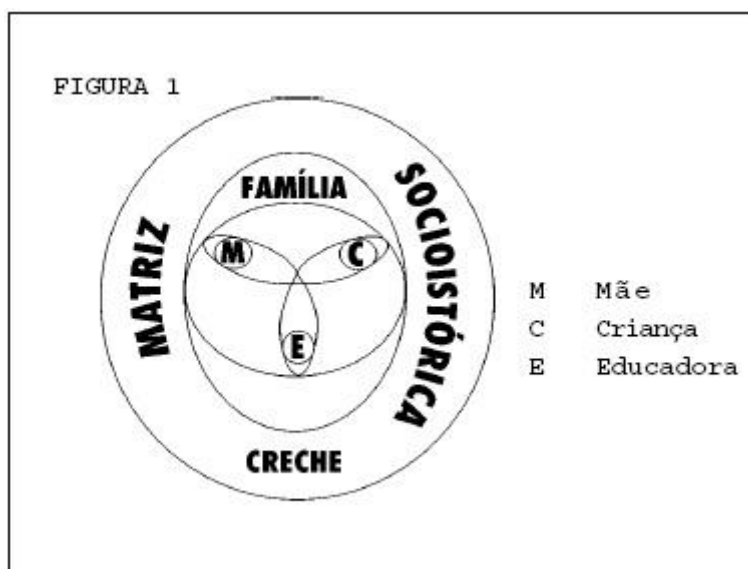 FIGURA 1
FAMÍLIA
MATRIZ
SOCIOISTÓRICA
M
C
E
CRECHE
M Mãe
C Criança
E Educadora